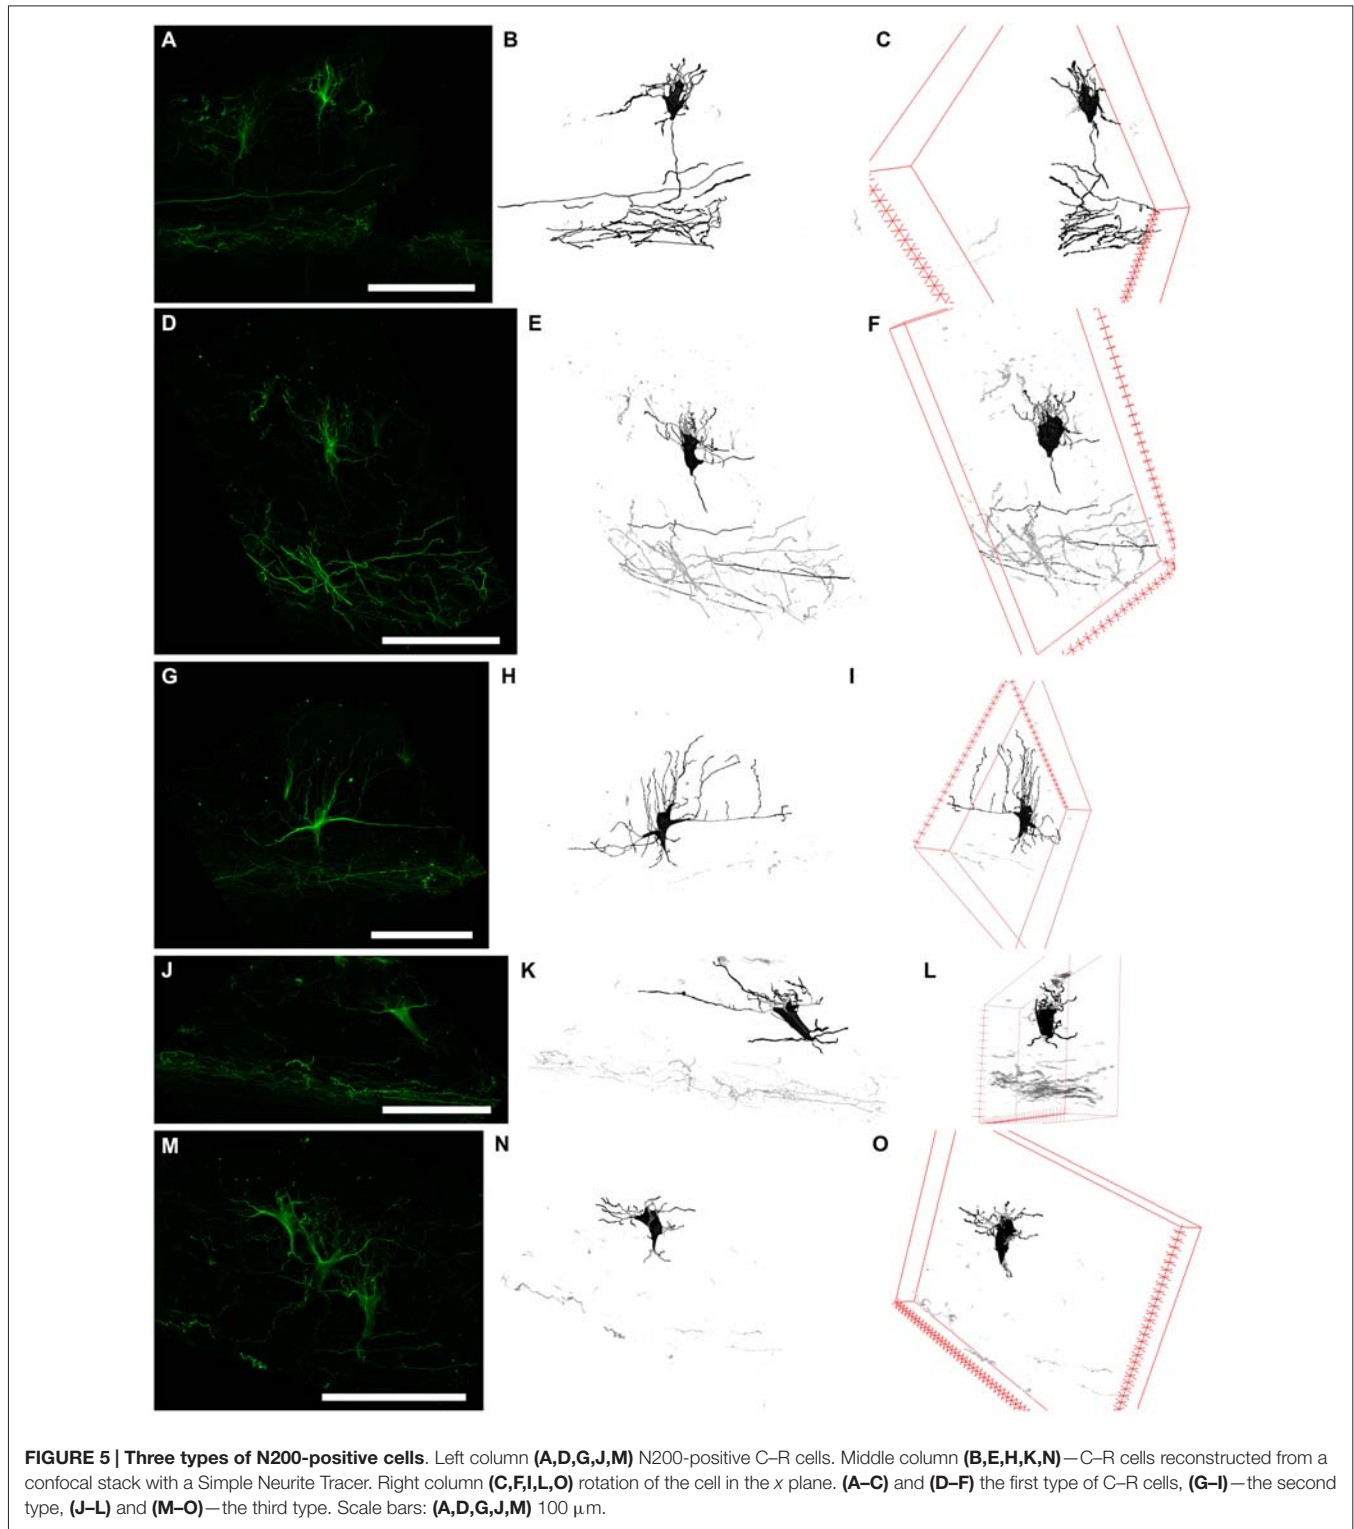 A
B
C
D
E
F
G
H
I
J
K
L
M
N
O
FIGURE 5 | Three types of N200-positive cells. Left column (A,D,G,J,M) N200-positive C–R cells. Middle column (B,E,H,K,N)—C–R cells reconstructed from a
confocal stack with a Simple Neurite Tracer. Right column (C,F,I,L,O) rotation of the cell in the x plane. (A–C) and (D–F) the first type of C–R cells, (G–I)—the second
type, (J–L) and (M–O)—the third type. Scale bars: (A,D,G,J,M) 100 μm.